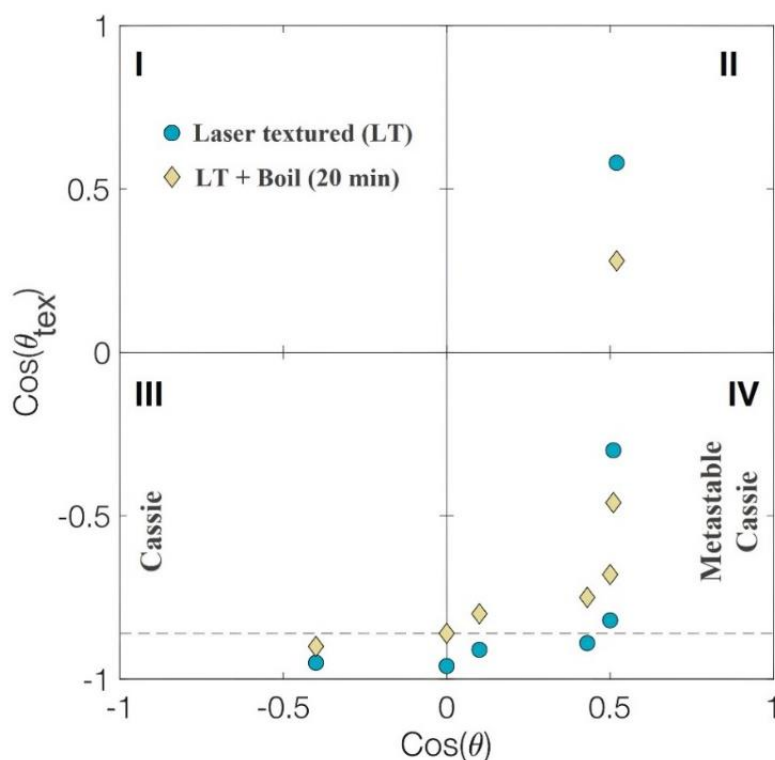 1
I
II
Laser textured (LT)
LT + Boil (20 min)
0.5
Cos(θtex)
0
III
IV
Cassie
Metastable
Cassie
-0.5
-1
-1
-0.5
0
0.5
1
Cos(θ)